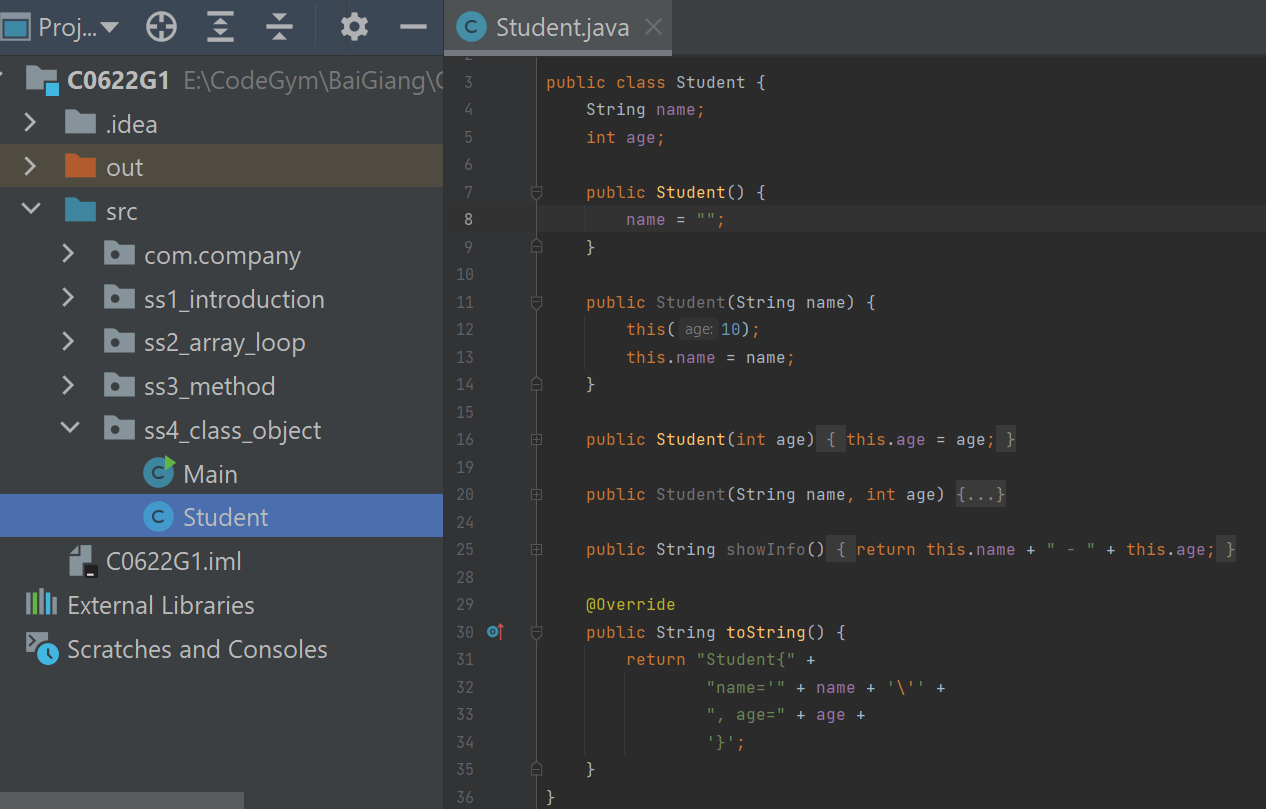 Proj...
Student.java
C0622G1 E:\CodeGym\BaiGiang\
.idea
out
src
com.company
ss1_introduction
ss2_array_loop
ss3_method
ss4_class_object
Main
Student
C0622G1.iml
External Libraries
Scratches and Consoles
3 public class Student {
4 String name;
5 int age;
6
7 public Student() {
8 name = "";
9 }
10
11 public Student(String name) {
12 this( age: 10);
13 this.name = name;
14 }
15
16 public Student(int age) { this.age = age; }
19
20 public Student(String name, int age) {...}
24
25 public String showInfo() { return this.name + " - " + this.age; }
28
29 @Override
30 public String toString() {
31 return "Student{" +
32 "name='" + name + '\'' +
33 ", age=" + age +
34 '}';
35 }
36 }